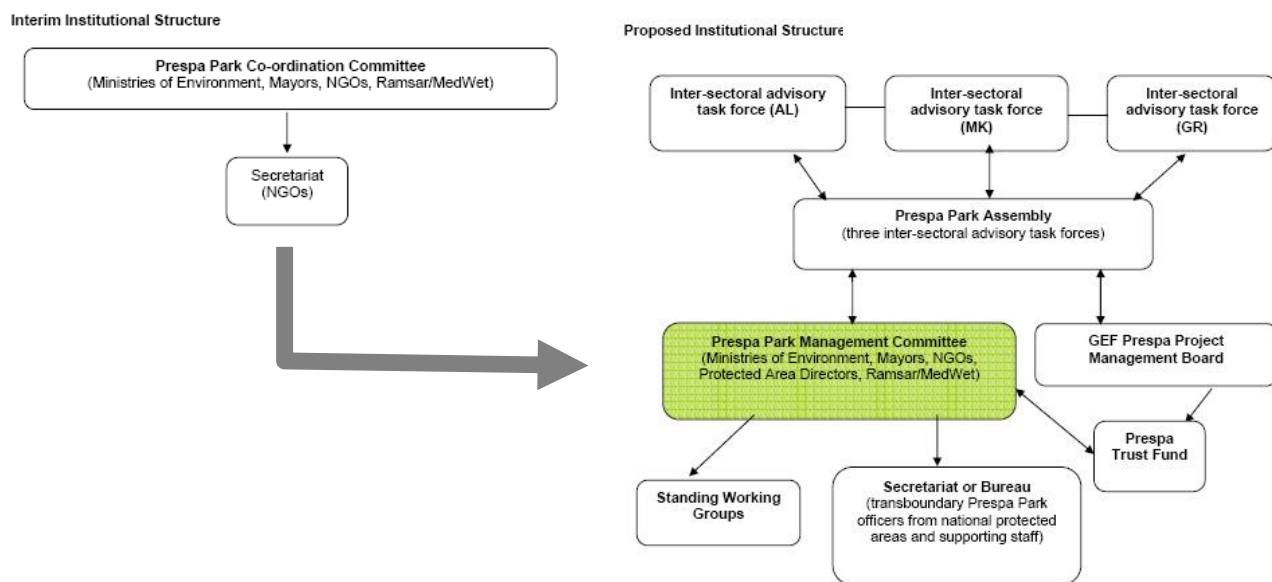 Interim Institutional Structure
Prespa Park Co-ordination Committee
(Ministries of Environment, Mayors, NGOs, Ramsar/MedWet)
Secretariat
(NGOs)
Proposed Institutional Structure
Inter-sectoral advisory
task force (AL)
Inter-sectoral
advisory task force
(MK)
Inter-sectoral
advisory task force
(GR)
Prespa Park Assembly
(three inter-sectoral advisory task forces)
Prespa Park Management Committee
(Ministries of Environment, Mayors, NGOs,
Protected Area Directors, Ramsar/MedWet)
GEF Prespa Project
Management Board
Prespa
Trust Fund
Standing Working
Groups
Secretariat or Bureau
(transboundary Prespa Park
officers from national protected
areas and supporting staff)